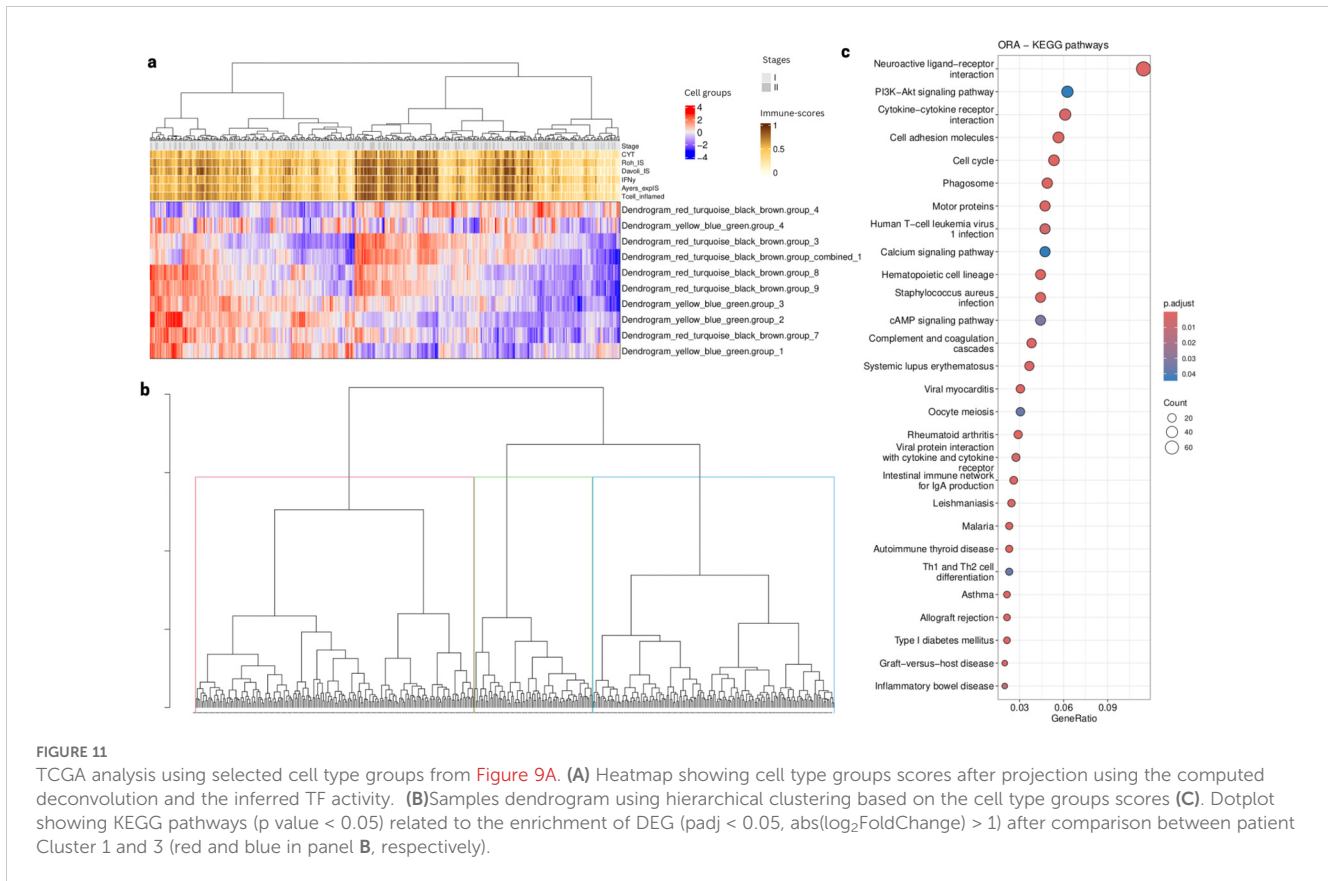 a
Stages
I
II
Cell groups
4
2
0
−2
−4
Immune-scores
1
0.5
0
Stage
CYT
Roh_IS
Davoli_IS
IFNy
Ayers_expIS
Tcell_inflamed
Dendrogram_red_turquoise_black_brown.group_4
Dendrogram_yellow_blue_green.group_4
Dendrogram_red_turquoise_black_brown.group_3
Dendrogram_red_turquoise_black_brown.group_combined_1
Dendrogram_red_turquoise_black_brown.group_8
Dendrogram_red_turquoise_black_brown.group_9
Dendrogram_yellow_blue_green.group_3
Dendrogram_yellow_blue_green.group_2
Dendrogram_red_turquoise_black_brown.group_7
Dendrogram_yellow_blue_green.group_1
b
c
ORA − KEGG pathways
Neuroactive ligand−receptor
interaction
PI3K−Akt signaling pathway
Cytokine−cytokine receptor
interaction
Cell adhesion molecules
Cell cycle
Phagosome
Motor proteins
Human T−cell leukemia virus
1 infection
Calcium signaling pathway
Hematopoietic cell lineage
Staphylococcus aureus
infection
cAMP signaling pathway
Complement and coagulation
cascades
Systemic lupus erythematosus
Viral myocarditis
Oocyte meiosis
Rheumatoid arthritis
Viral protein interaction
with cytokine and cytokine
receptor
Intestinal immune network
for IgA production
Leishmaniasis
Malaria
Autoimmune thyroid disease
Th1 and Th2 cell
differentiation
Asthma
Allograft rejection
Type I diabetes mellitus
Graft−versus−host disease
Inflammatory bowel disease
0.03 0.06 0.09
GeneRatio
p.adjust
0.01
0.02
0.03
0.04
Count
20
40
60
FIGURE 11
TCGA analysis using selected cell type groups from Figure 9A. (A) Heatmap showing cell type groups scores after projection using the computed
deconvolution and the inferred TF activity. (B)Samples dendrogram using hierarchical clustering based on the cell type groups scores (C). Dotplot
showing KEGG pathways (p value < 0.05) related to the enrichment of DEG (padj < 0.05, abs(log₂FoldChange) > 1) after comparison between patient
Cluster 1 and 3 (red and blue in panel B, respectively).